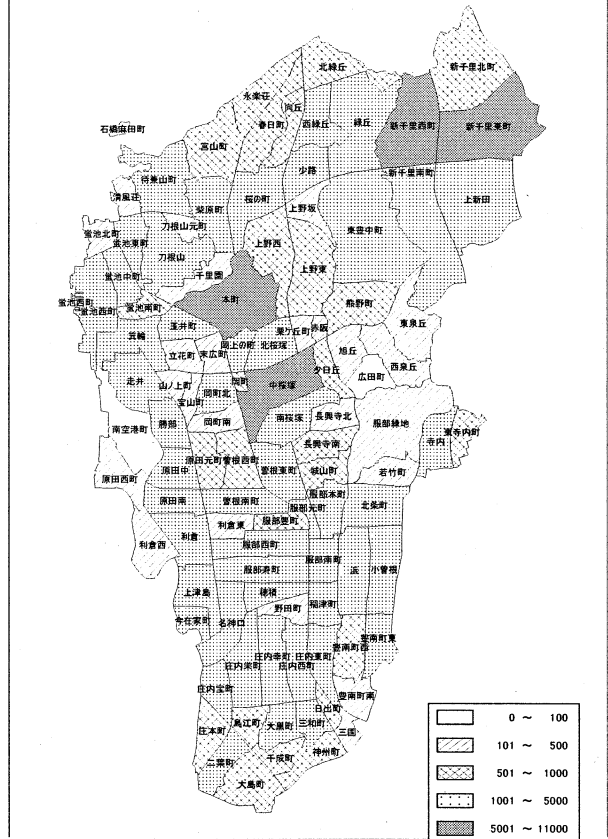 北緑丘
新千里北町
永楽荘
向丘
春日町
西緑丘
緑丘
新千里西町
新千里東町
石橋麻田町
宮山町
少路
待兼山町
新千里南町
上新田
清風荘
柴原町
桜の町
上野坂
蛍池北町
刀根山元町
東豊中町
蛍池東町
刀根山
上野西
蛍池中町
千里園
上野東
蛍池西町
蛍池西町
蛍池南町
本町
熊野町
玉井町
東泉丘
箕輪
栗ケ丘町
赤阪
岡上の町
北桜塚
立花町
末広町
旭丘
走井
夕日丘
西泉丘
山ノ上町
岡町
中桜塚
広田町
宝山町
岡町北
南空港町
勝部
岡町南
南桜塚
長興寺北
服部緑地
東寺内町
寺内
原田元町
曽根西町
長興寺南
原田中
曽根東町
城山町
若竹町
原田西町
原田南
曽根南町
服部本町
服部元町
北条町
利倉東
服部豊町
利倉西
利倉
服部西町
服部南町
服部寿町
浜
小曽根
上津島
穂積
野田町
稲津町
今在家町
名神口
豊南町東
豊南町西
庄内幸町
庄内東町
庄内栄町
庄内西町
庄内宝町
豊南町南
日出町
庄本町
島江町
大黒町
三和町
三国
神州町
二葉町
千成町
大島町
0 ～ 100
101 ～ 500
501 ～ 1000
1001 ～ 5000
5001 ～ 11000